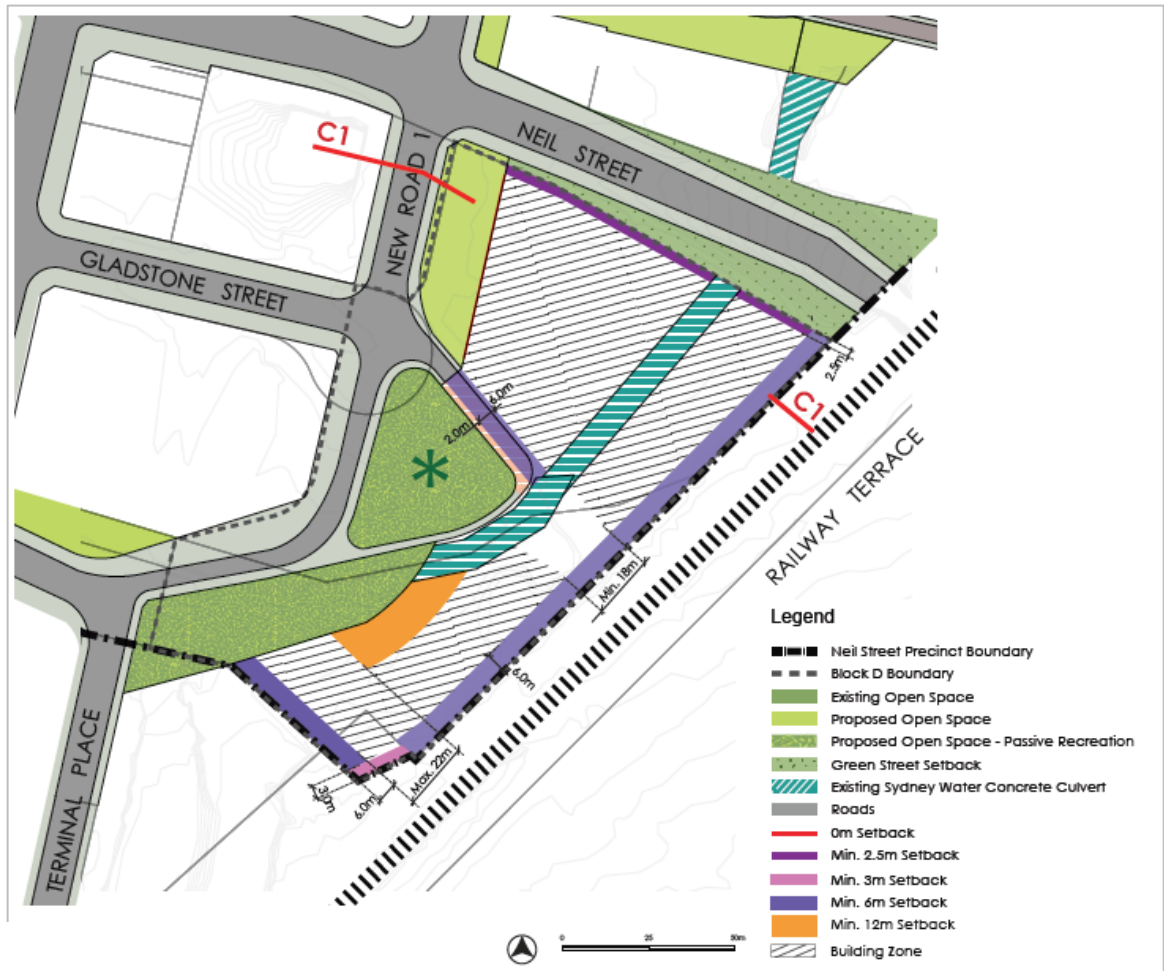 C1
NEIL STREET
NEW ROAD 1
GLADSTONE STREET
6.0m
2.0m
2.5m
C1
RAILWAY TERRACE
Min. 18m
6.0m
Max. 22m
3.0m
6.0m
TERMINAL PLACE
Legend
Neil Street Precinct Boundary
Block D Boundary
Existing Open Space
Proposed Open Space
Proposed Open Space - Passive Recreation
Green Street Setback
Existing Sydney Water Concrete Culvert
Roads
0m Setback
Min. 2.5m Setback
Min. 3m Setback
Min. 6m Setback
Min. 12m Setback
Building Zone
0 25 50m